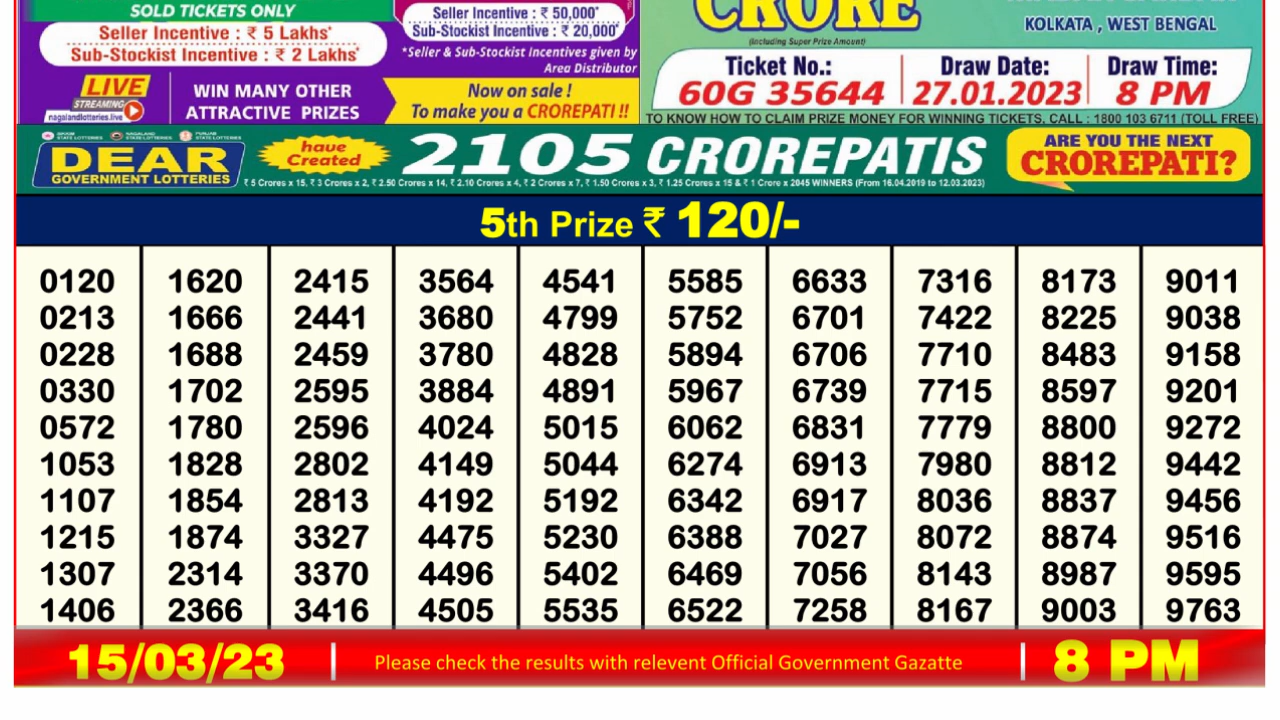 SOLD TICKETS ONLY
Seller Incentive : ₹ 5 Lakhs*
Sub-Stockist Incentive : ₹ 2 Lakhs*
LIVE
STREAMING
nagalandlotteries.live
WIN MANY OTHER
ATTRACTIVE PRIZES
Seller Incentive : ₹ 50,000*
Sub-Stockist Incentive : ₹ 20,000*
*Seller & Sub-Stockist Incentives given by
Area Distributor
Now on sale !
To make you a CROREPATI !!
CRORE
(Including Super Prize Amount)
KOLKATA , WEST BENGAL
Ticket No.: Draw Date: Draw Time:
60G 35644 27.01.2023 8 PM
TO KNOW HOW TO CLAIM PRIZE MONEY FOR WINNING TICKETS, CALL : 1800 103 6711 (TOLL FREE)
SIKKIM STATE LOTTERIES NAGALAND STATE LOTTERIES PUNJAB STATE LOTTERIES
DEAR
GOVERNMENT LOTTERIES
have
Created
2105 CROREPATIS
₹ 5 Crores x 15, ₹ 3 Crores x 2, ₹ 2.50 Crores x 14, ₹ 2.10 Crores x 4, ₹ 2 Crores x 7, ₹ 1.50 Crores x 3, ₹ 1.25 Crores x 15 & ₹ 1 Crore x 2045 WINNERS (From 16.04.2019 to 12.03.2023)
ARE YOU THE NEXT
CROREPATI?
5th Prize ₹ 120/-
0120 1620 2415 3564 4541 5585 6633 7316 8173 9011
0213 1666 2441 3680 4799 5752 6701 7422 8225 9038
0228 1688 2459 3780 4828 5894 6706 7710 8483 9158
0330 1702 2595 3884 4891 5967 6739 7715 8597 9201
0572 1780 2596 4024 5015 6062 6831 7779 8800 9272
1053 1828 2802 4149 5044 6274 6913 7980 8812 9442
1107 1854 2813 4192 5192 6342 6917 8036 8837 9456
1215 1874 3327 4475 5230 6388 7027 8072 8874 9516
1307 2314 3370 4496 5402 6469 7056 8143 8987 9595
1406 2366 3416 4505 5535 6522 7258 8167 9003 9763
15/03/23 | Please check the results with relevent Official Government Gazatte | 8 PM